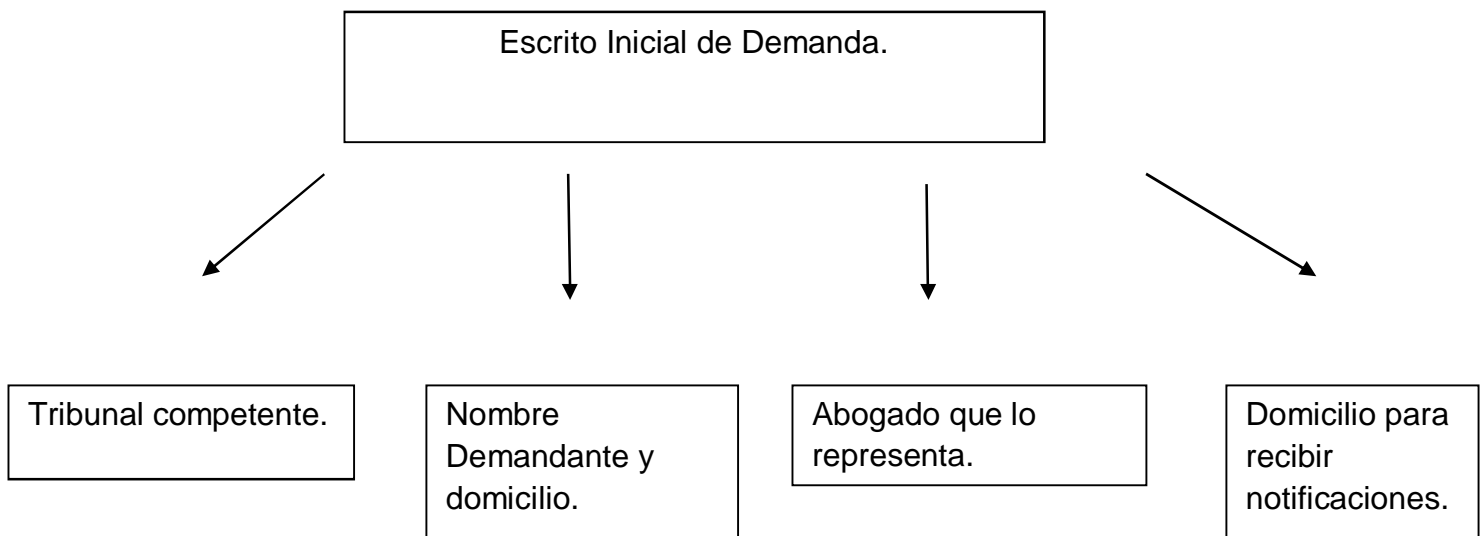 Escrito Inicial de Demanda.
Tribunal competente.
Nombre
Demandante y
domicilio.
Abogado que lo
representa.
Domicilio para
recibir
notificaciones.